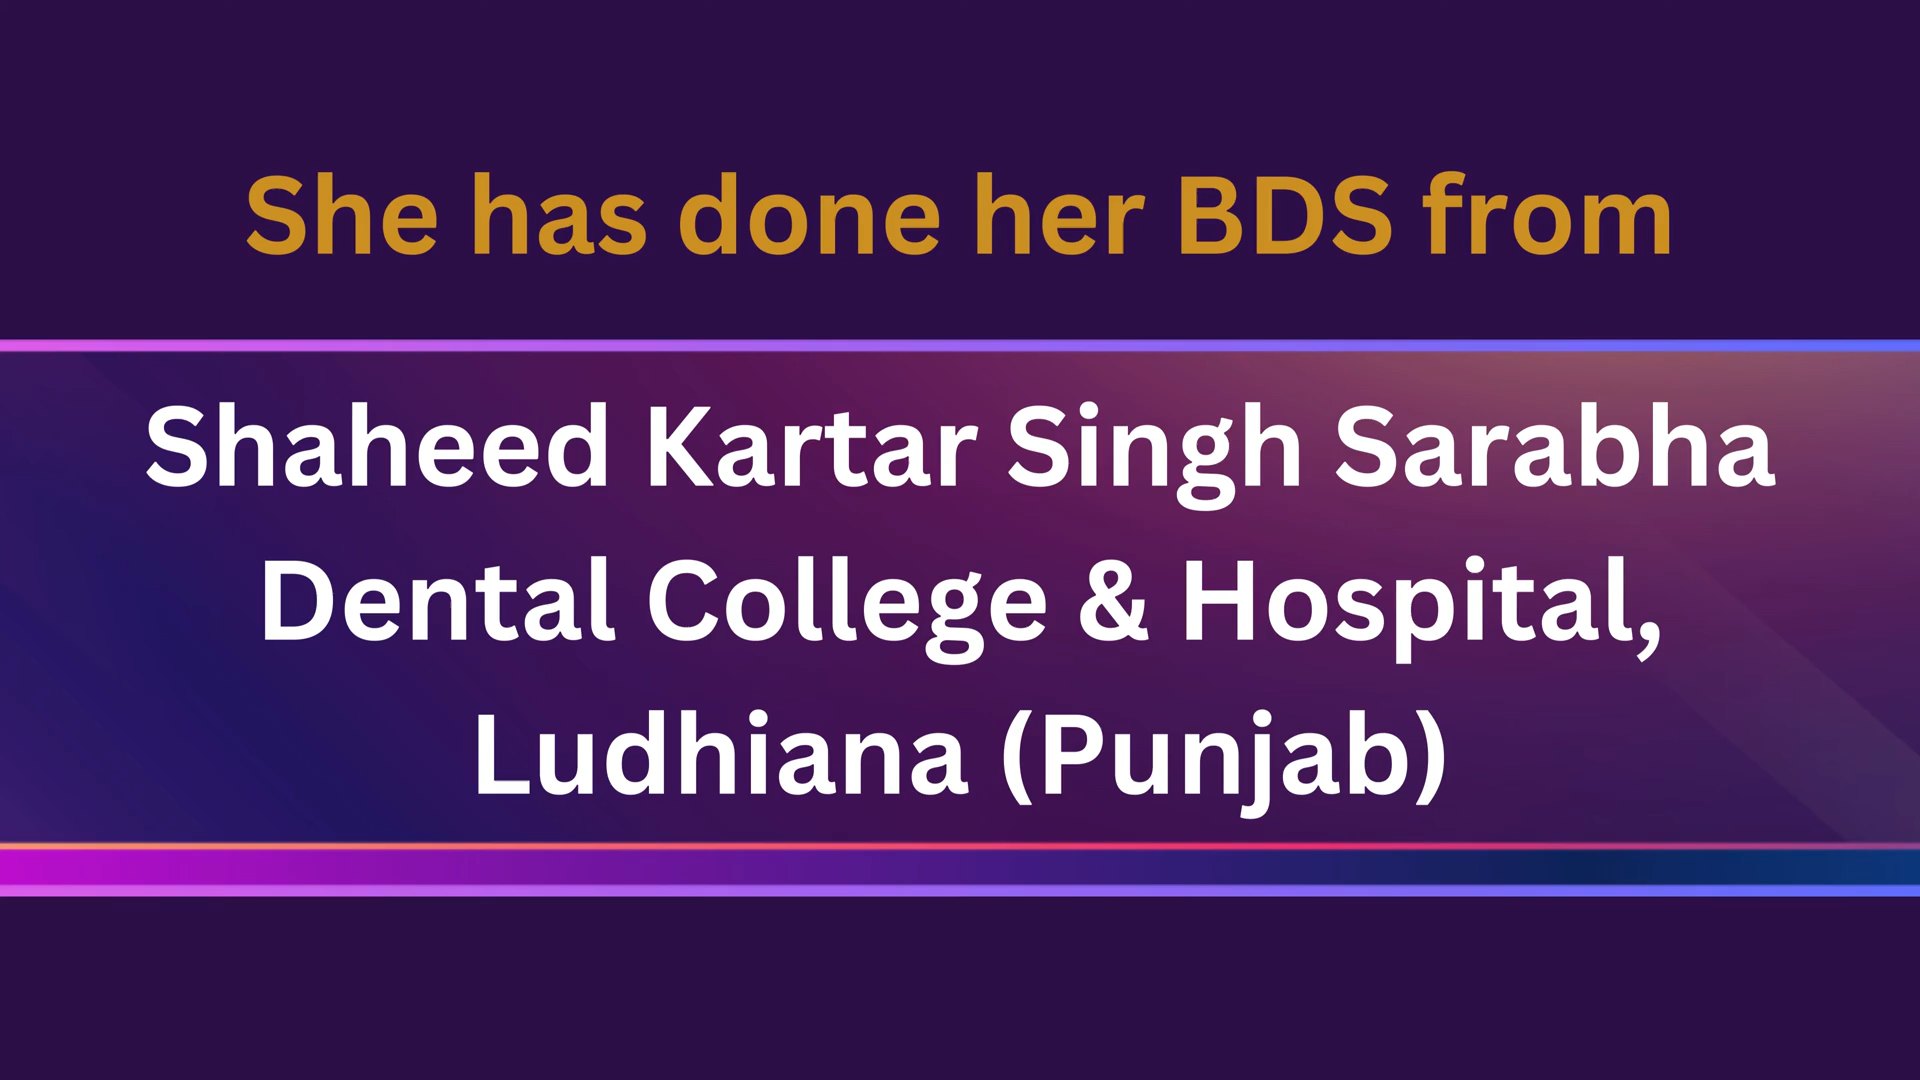 She has done her BDS from
Shaheed Kartar Singh Sarabha
Dental College & Hospital,
Ludhiana (Punjab)